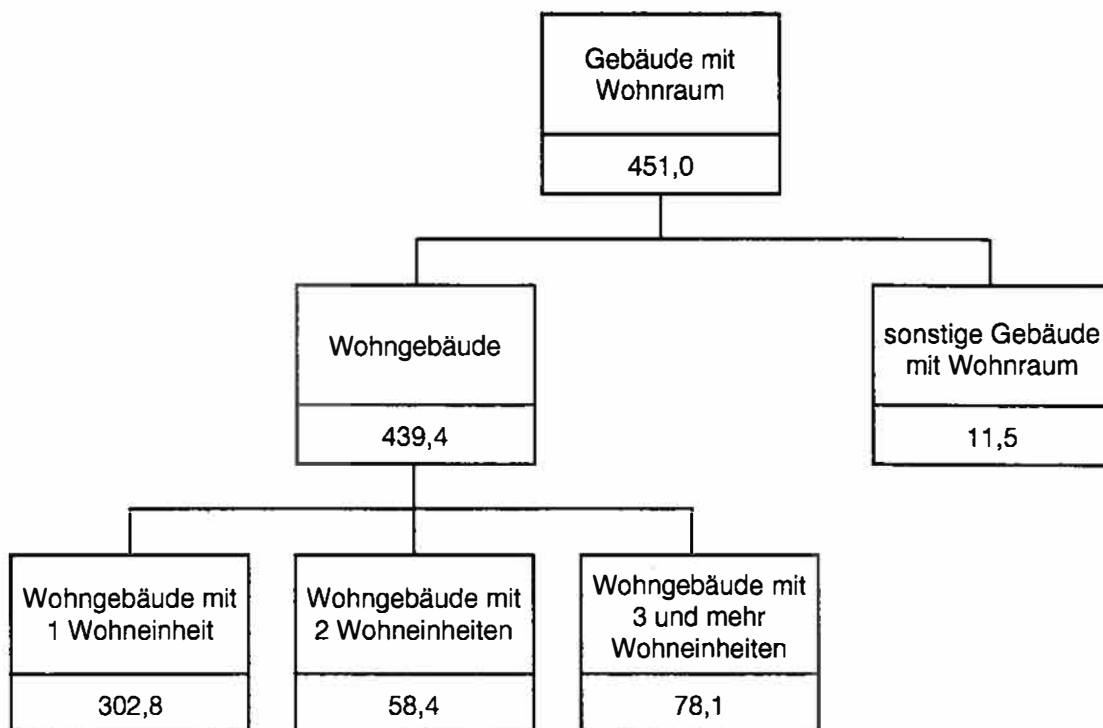 Gebäude mit
Wohnraum
451,0
Wohngebäude
439,4
sonstige Gebäude
mit Wohnraum
11,5
Wohngebäude mit
1 Wohneinheit
302,8
Wohngebäude mit
2 Wohneinheiten
58,4
Wohngebäude mit
3 und mehr
Wohneinheiten
78,1